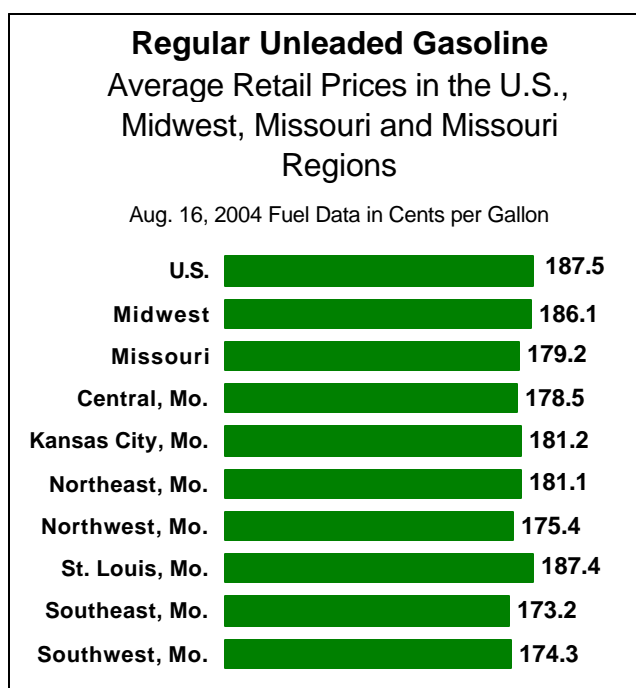 Regular Unleaded Gasoline
Average Retail Prices in the U.S.,
Midwest, Missouri and Missouri
Regions
Aug. 16, 2004 Fuel Data in Cents per Gallon
U.S. 187.5
Midwest 186.1
Missouri 179.2
Central, Mo. 178.5
Kansas City, Mo. 181.2
Northeast, Mo. 181.1
Northwest, Mo. 175.4
St. Louis, Mo. 187.4
Southeast, Mo. 173.2
Southwest, Mo. 174.3